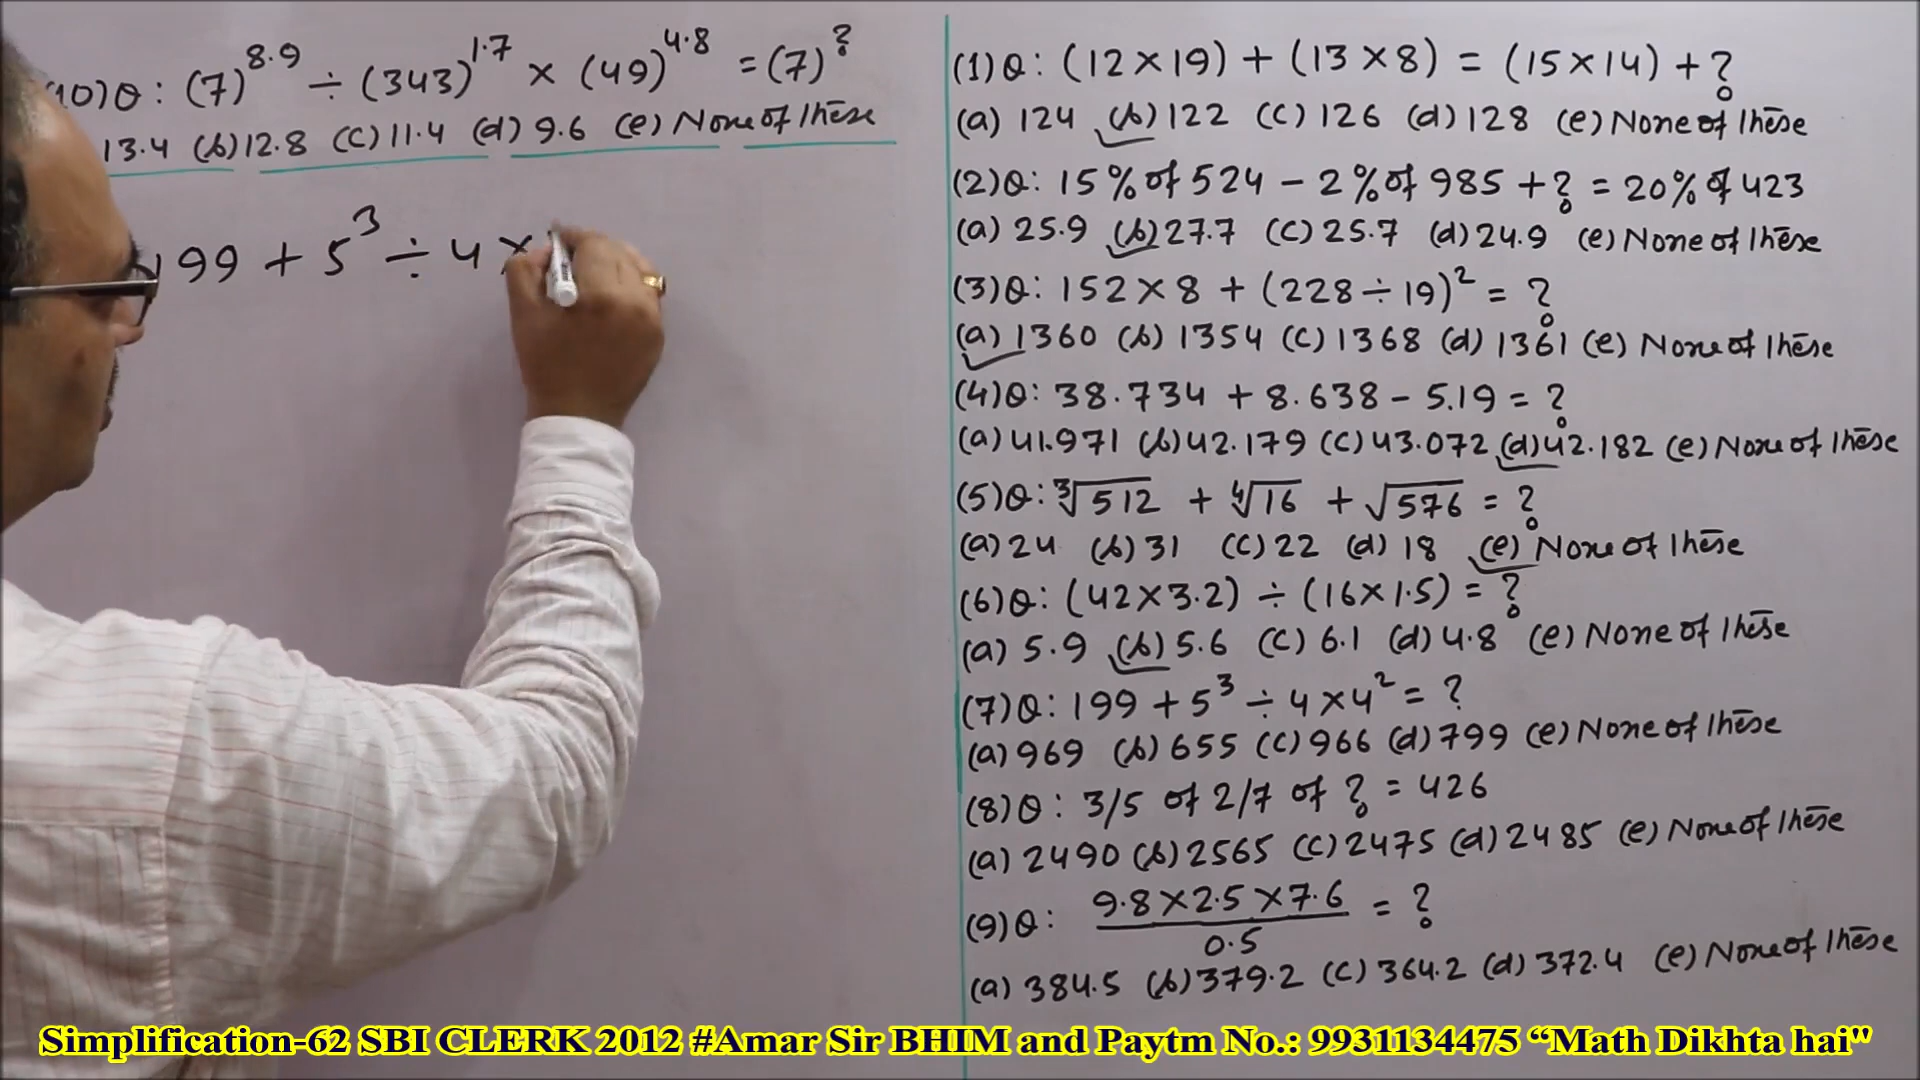 10)Q: (7)^8.9 ÷ (343)^1.7 × (49)^4.8 = (7)^?
13.4 (b)12.8 (c)11.4 (d)9.6 (e) None of these
199 + 5³ ÷ 4 ×
(1)Q: (12×19) + (13×8) = (15×14) + ?
(a) 124 (b) 122 (c) 126 (d) 128 (e) None of these
(2)Q: 15% of 524 − 2% of 985 + ? = 20% of 423
(a) 25.9 (b) 27.7 (c) 25.7 (d) 24.9 (e) None of these
(3)Q: 152 × 8 + (228÷19)² = ?
(a) 1360 (b) 1354 (c) 1368 (d) 1361 (e) None of these
(4)Q: 38.734 + 8.638 − 5.19 = ?
(a) 41.971 (b) 42.179 (c) 43.072 (d) 42.182 (e) None of these
(5)Q: ∛512 + ∜16 + √576 = ?
(a) 24 (b) 31 (c) 22 (d) 18 (e) None of these
(6)Q: (42×3.2) ÷ (16×1.5) = ?
(a) 5.9 (b) 5.6 (c) 6.1 (d) 4.8 (e) None of these
(7)Q: 199 + 5³ ÷ 4 × 4² = ?
(a) 969 (b) 655 (c) 966 (d) 799 (e) None of these
(8)Q: 3/5 of 2/7 of ? = 426
(a) 2490 (b) 2565 (c) 2475 (d) 2485 (e) None of these
(9)Q: 9.8×2.5×7.6 / 0.5 = ?
(a) 384.5 (b) 379.2 (c) 364.2 (d) 372.4 (e) None of these
Simplification-62 SBI CLERK 2012 #Amar Sir BHIM and Paytm No.: 9931134475 “Math Dikhta hai"